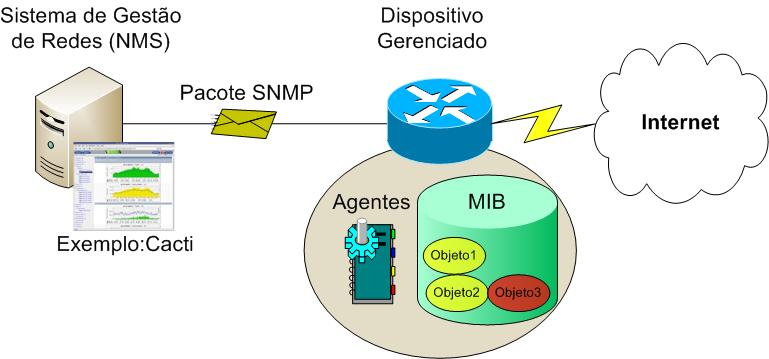 Sistema de Gestão
de Redes (NMS)
Dispositivo
Gerenciado
Pacote SNMP
Internet
Agentes
MIB
Exemplo:Cacti
Objeto1
Objeto2
Objeto3